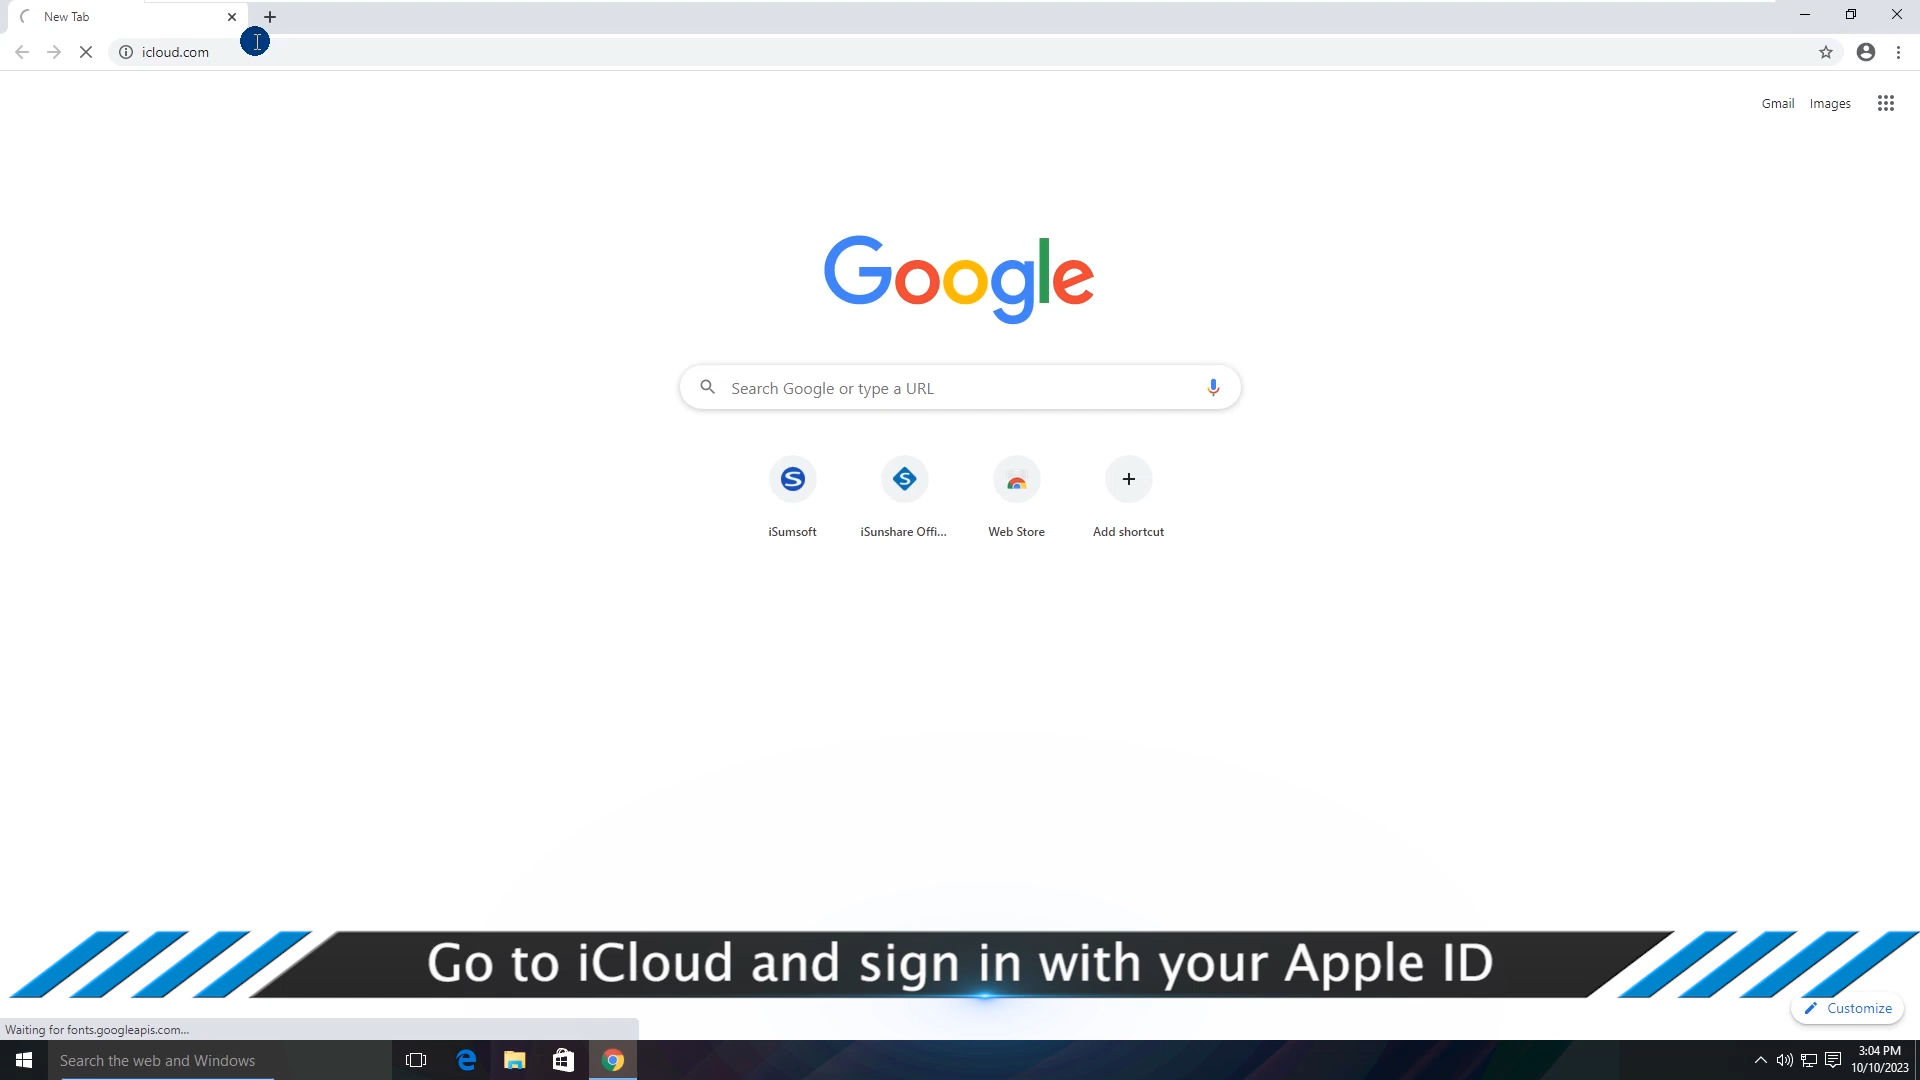 New Tab
icloud.com
Gmail Images
Google
Search Google or type a URL
iSumsoft iSunshare Offi... Web Store Add shortcut
Go to iCloud and sign in with your Apple ID
Customize
Waiting for fonts.googleapis.com...
Search the web and Windows
3:04 PM
10/10/2023